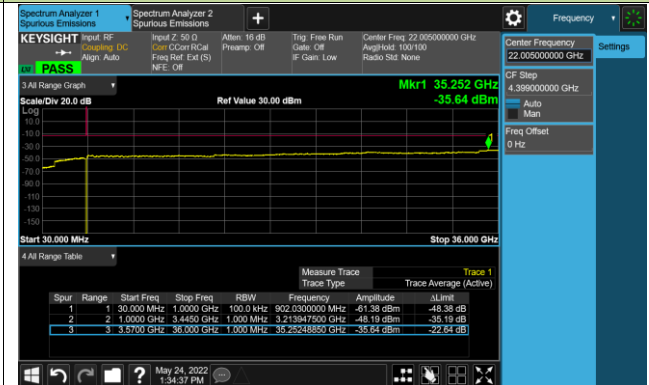 Spectrum Analyzer 1
Spurious Emissions
Spectrum Analyzer 2
Spurious Emissions
Frequency
KEYSIGHT
Input: RF
Coupling: DC
Align: Auto
Input Z: 50 Ω
Corr CCorr RCal
Freq Ref: Ext (S)
NFE: Off
Atten: 16 dB
Preamp: Off
Trig: Free Run
Gate: Off
IF Gain: Low
Center Freq: 22.005000000 GHz
Avg|Hold: 100/100
Radio Std: None
PASS
Center Frequency
22.005000000 GHz
Settings
CF Step
4.399000000 GHz
Auto
Man
Freq Offset
0 Hz
3 All Range Graph
Mkr1 35.252 GHz
-35.64 dBm
Scale/Div 20.0 dB
Ref Value 30.00 dBm
Log
10.0
-10.0
-30.0
-50.0
-70.0
-90.0
-110
-130
-150
Start 30.000 MHz
Stop 36.000 GHz
4 All Range Table
Measure Trace Trace 1
Trace Type Trace Average (Active)
Spur Range Start Freq Stop Freq RBW Frequency Amplitude ΔLimit
1 1 30.000 MHz 1.0000 GHz 100.0 kHz 902.0300000 MHz -61.38 dBm -48.38 dB
2 2 1.0000 GHz 3.4450 GHz 1.000 MHz 3.213947500 GHz -48.19 dBm -35.19 dB
3 3 3.5700 GHz 36.000 GHz 1.000 MHz 35.25248850 GHz -35.64 dBm -22.64 dB
May 24, 2022
1:34:37 PM